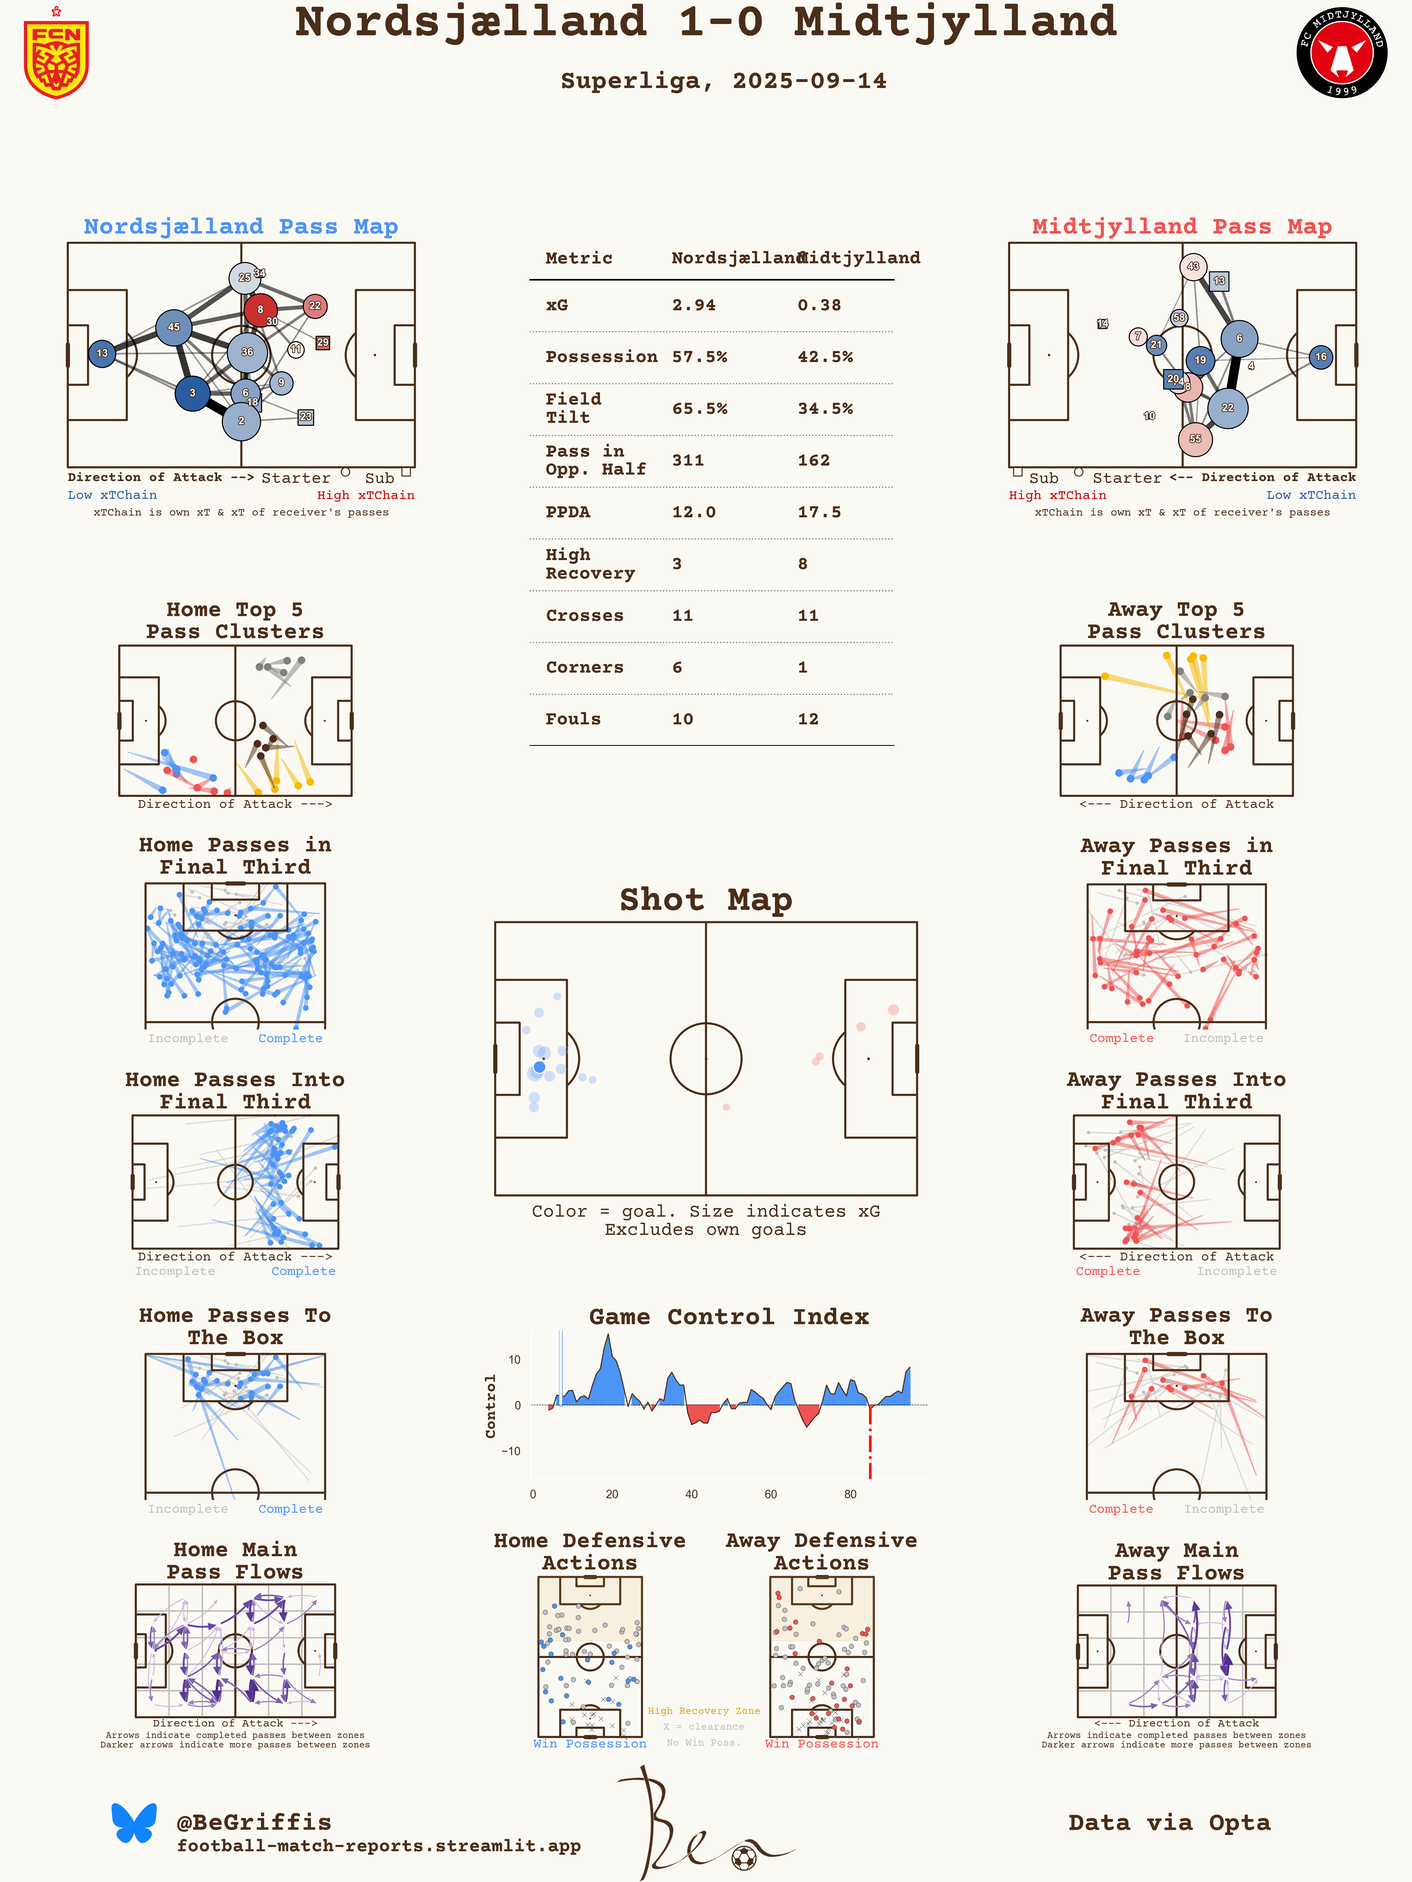 Nordsjælland 1-0 Midtjylland
Superliga, 2025-09-14
FCN
FC MIDTJYLLAND
1999
Nordsjælland Pass Map
25 34
8 22
30
45
13 36 11 29
3 6 9
18
2 23
Direction of Attack --> Starter Sub
Low xTChain High xTChain
xTChain is own xT & xT of receiver's passes
Metric Nordsjælland Midtjylland
xG 2.94 0.38
Possession 57.5% 42.5%
Field
Tilt 65.5% 34.5%
Pass in
Opp. Half 311 162
PPDA 12.0 17.5
High
Recovery 3 8
Crosses 11 11
Corners 6 1
Fouls 10 12
Midtjylland Pass Map
43
13
58
7 21 6
19 4 16
20
10 22
55
Sub Starter <-- Direction of Attack
High xTChain Low xTChain
xTChain is own xT & xT of receiver's passes
Home Top 5
Pass Clusters
Direction of Attack --->
Away Top 5
Pass Clusters
<--- Direction of Attack
Home Passes in
Final Third
Incomplete Complete
Away Passes in
Final Third
Complete Incomplete
Shot Map
Color = goal. Size indicates xG
Excludes own goals
Home Passes Into
Final Third
Direction of Attack --->
Incomplete Complete
Away Passes Into
Final Third
<--- Direction of Attack
Complete Incomplete
Home Passes To
The Box
Incomplete Complete
Game Control Index
Control
10
0
−10
0 20 40 60 80
Away Passes To
The Box
Complete Incomplete
Home Main
Pass Flows
Direction of Attack --->
Arrows indicate completed passes between zones
Darker arrows indicate more passes between zones
Home Defensive
Actions
Win Possession
High Recovery Zone
X = clearance
No Win Poss.
Away Defensive
Actions
Win Possession
Away Main
Pass Flows
<--- Direction of Attack
Arrows indicate completed passes between zones
Darker arrows indicate more passes between zones
@BeGriffis
football-match-reports.streamlit.app
Ben
Data via Opta